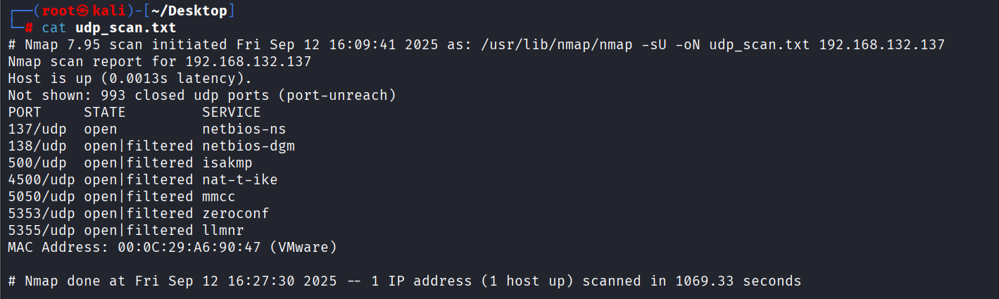 ┌──(root㉿kali)-[~/Desktop]
└─# cat udp_scan.txt
# Nmap 7.95 scan initiated Fri Sep 12 16:09:41 2025 as: /usr/lib/nmap/nmap -sU -oN udp_scan.txt 192.168.132.137
Nmap scan report for 192.168.132.137
Host is up (0.0013s latency).
Not shown: 993 closed udp ports (port-unreach)
PORT     STATE         SERVICE
137/udp  open          netbios-ns
138/udp  open|filtered netbios-dgm
500/udp  open|filtered isakmp
4500/udp open|filtered nat-t-ike
5050/udp open|filtered mmcc
5353/udp open|filtered zeroconf
5355/udp open|filtered llmnr
MAC Address: 00:0C:29:A6:90:47 (VMware)

# Nmap done at Fri Sep 12 16:27:30 2025 -- 1 IP address (1 host up) scanned in 1069.33 seconds